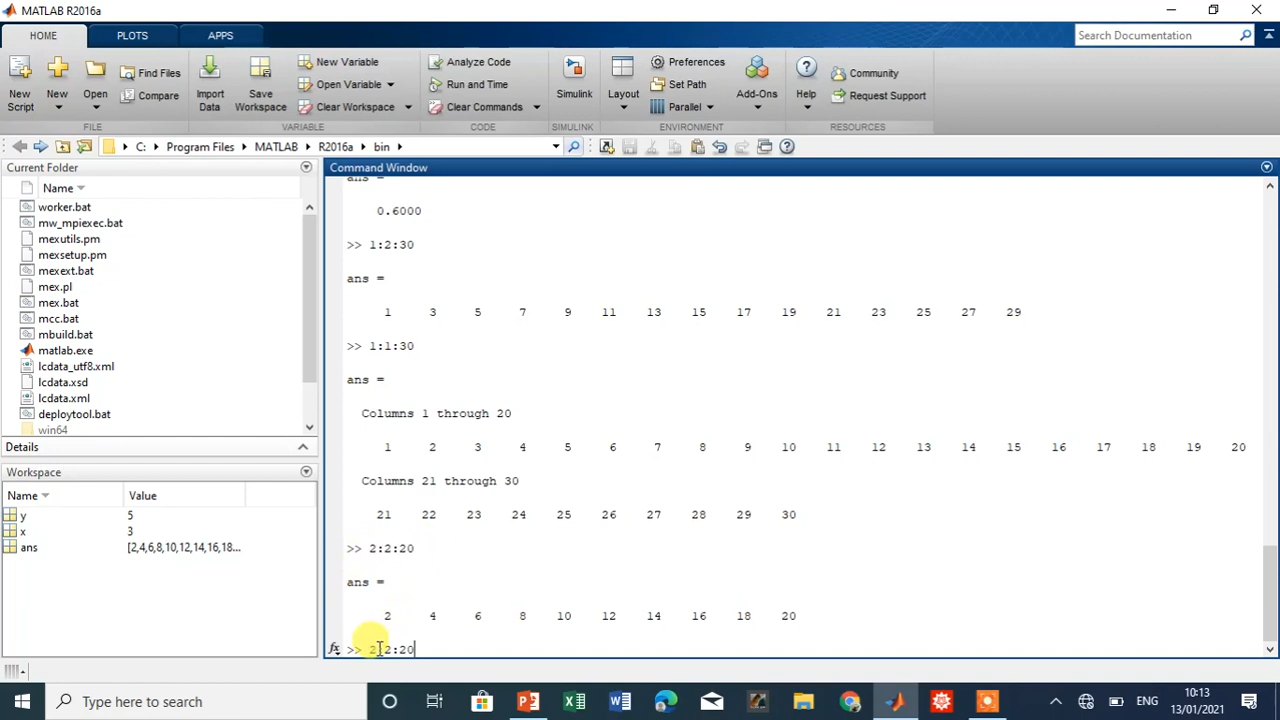 MATLAB R2016a
HOME PLOTS APPS
Search Documentation
New Script
New
Open
Find Files
Compare
FILE
Import Data
Save Workspace
New Variable
Open Variable
Clear Workspace
VARIABLE
Analyze Code
Run and Time
Clear Commands
CODE
Simulink
SIMULINK
Layout
Preferences
Set Path
Parallel
Add-Ons
ENVIRONMENT
Help
Community
Request Support
RESOURCES
C: Program Files MATLAB R2016a bin
Current Folder
Name
worker.bat
mw_mpiexec.bat
mexutils.pm
mexsetup.pm
mexext.bat
mex.pl
mex.bat
mcc.bat
mbuild.bat
matlab.exe
lcdata_utf8.xml
lcdata.xsd
lcdata.xml
deploytool.bat
win64
Details
Workspace
Name Value
y 5
x 3
ans [2,4,6,8,10,12,14,16,18...
Command Window
ans =
0.6000
>> 1:2:30
ans =
1 3 5 7 9 11 13 15 17 19 21 23 25 27 29
>> 1:1:30
ans =
Columns 1 through 20
1 2 3 4 5 6 7 8 9 10 11 12 13 14 15 16 17 18 19 20
Columns 21 through 30
21 22 23 24 25 26 27 28 29 30
>> 2:2:20
ans =
2 4 6 8 10 12 14 16 18 20
fx >> 2:2:20
Type here to search
ENG
10:13
13/01/2021